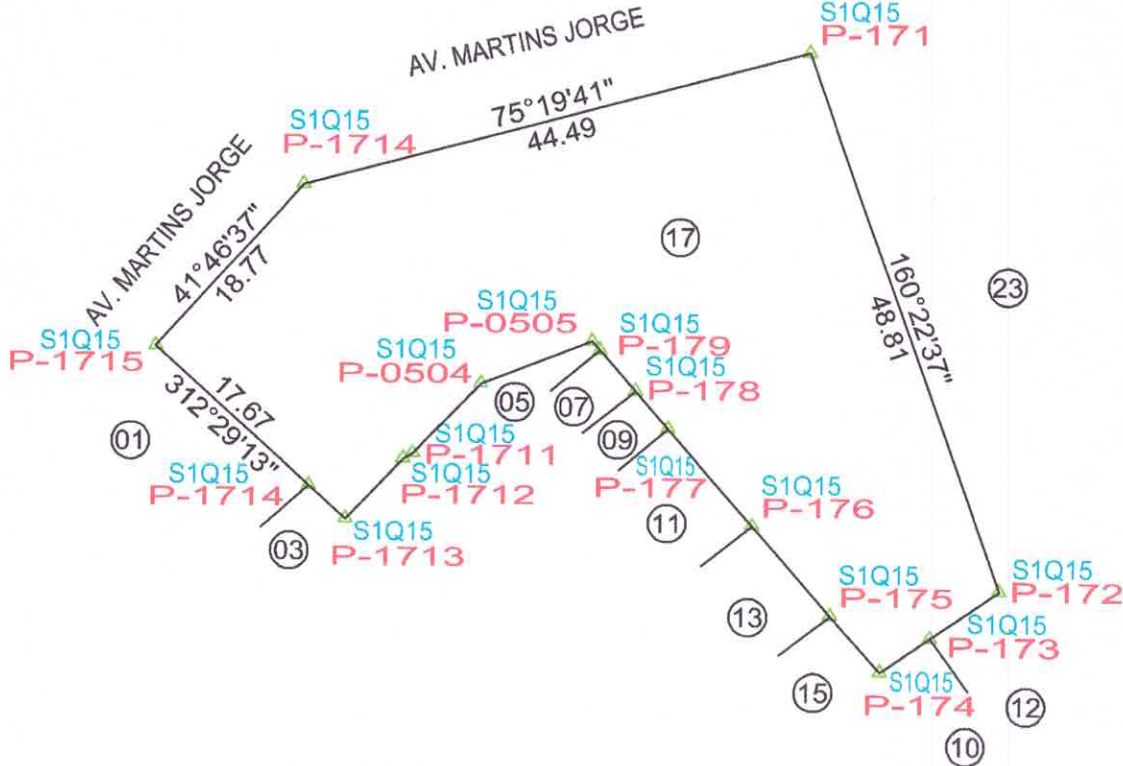 S1Q15
P-171
AV. MARTINS JORGE
75°19'41"
44.49
S1Q15
P-1714
AV. MARTINS JORGE
41°46'37"
18.77
17
160°22'37"
48.81
23
S1Q15
P-1715
S1Q15
P-0505
S1Q15
P-179
S1Q15
P-0504
S1Q15
P-178
05
07
09
17.67
312°29'13"
01
S1Q15
P-1711
S1Q15
P-1712
S1Q15
P-1714
S1Q15
P-177
S1Q15
P-176
11
S1Q15
P-1713
03
S1Q15
P-175
S1Q15
P-172
13
S1Q15
P-173
S1Q15
P-174
15
12
10